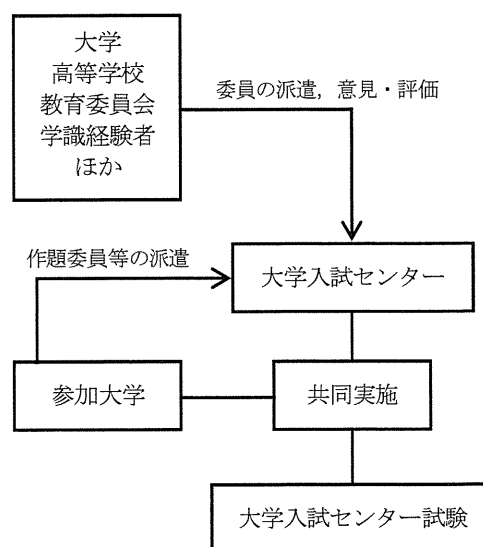 大学
高等学校
教育委員会
学識経験者
ほか
委員の派遣，意見・評価
作題委員等の派遣
大学入試センター
参加大学
共同実施
大学入試センター試験